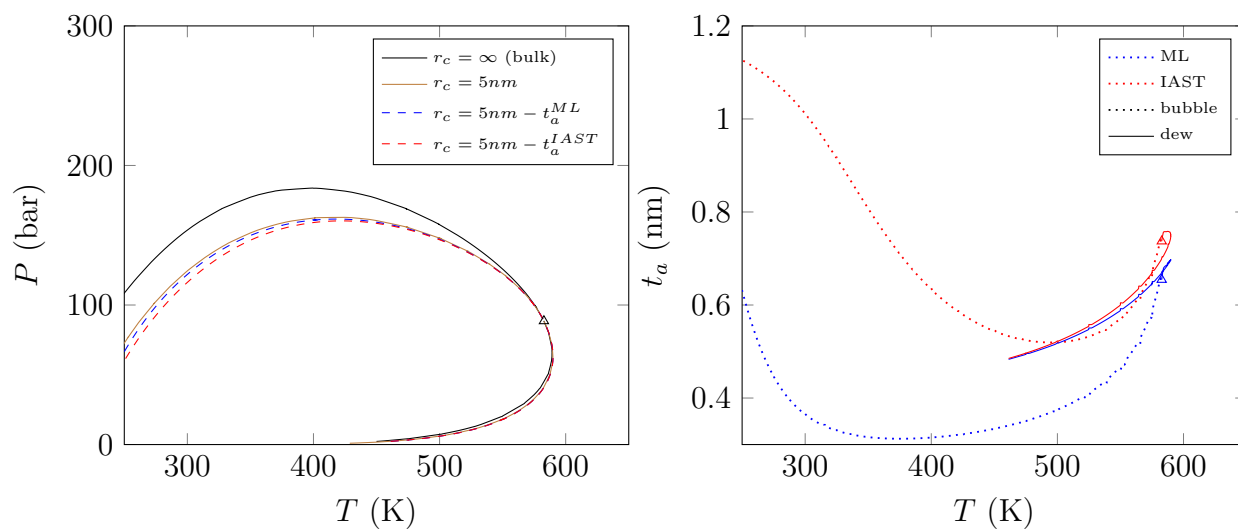 300
200
100
0
300
400
500
600
P (bar)
T (K)
r_c = ∞ (bulk)
r_c = 5nm
r_c = 5nm − t_a^{ML}
r_c = 5nm − t_a^{IAST}
1.2
1
0.8
0.6
0.4
300
400
500
600
t_a (nm)
T (K)
ML
IAST
bubble
dew